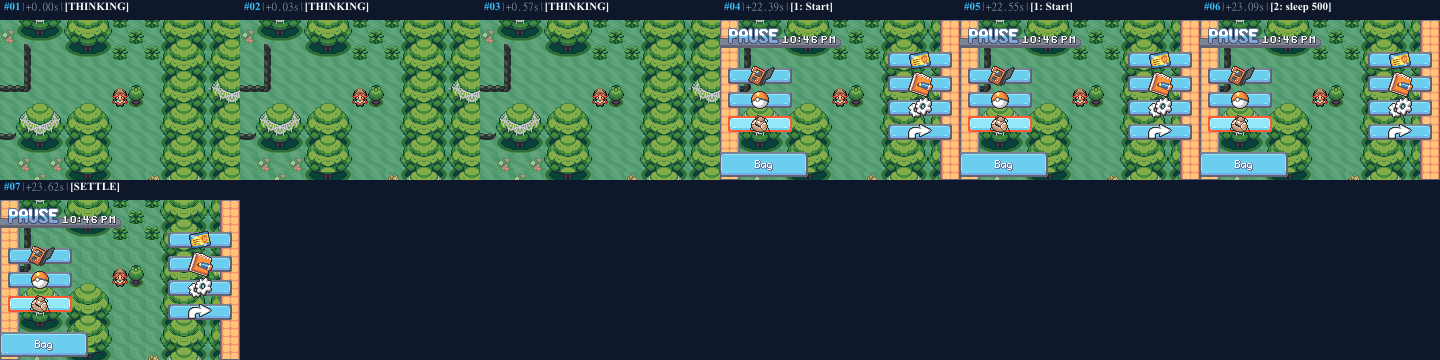 #01|+0.00s|[THINKING]
#02|+0.03s|[THINKING]
#03|+0.57s|[THINKING]
#04|+22.39s|[1: Start]
#05|+22.55s|[1: Start]
#06|+23.09s|[2: sleep 500]
PAUSE 10:46 PM
PAUSE 10:46 PM
PAUSE 10:46 PM
Bag
Bag
Bag
#07|+23.62s|[SETTLE]
PAUSE 10:46 PM
Bag